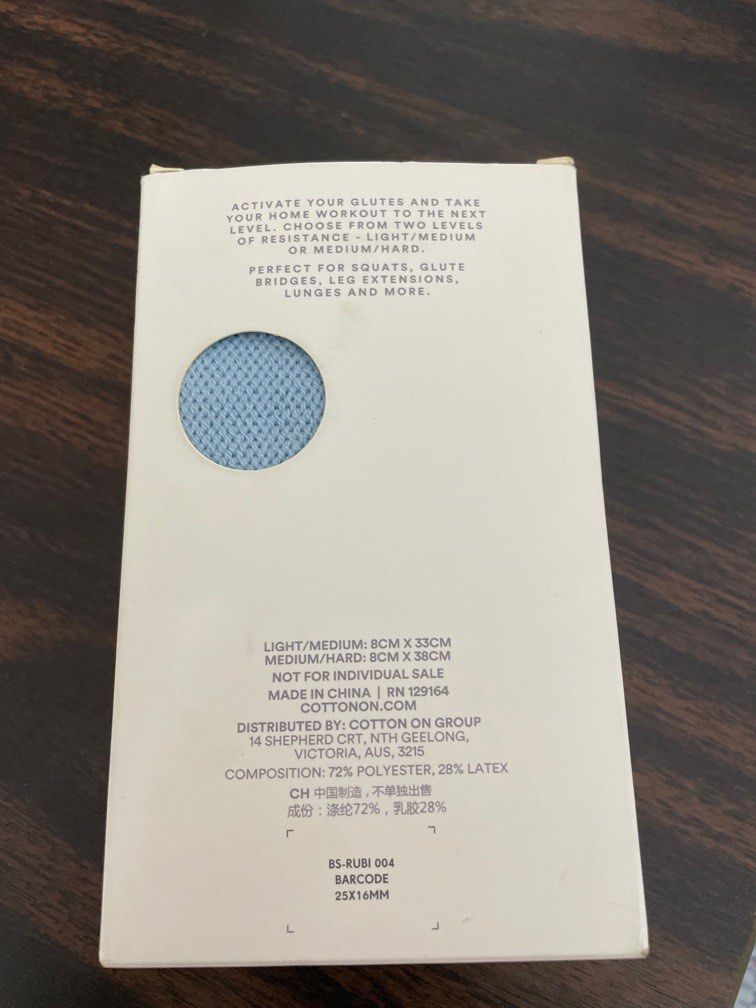 ACTIVATE YOUR GLUTES AND TAKE
YOUR HOME WORKOUT TO THE NEXT
LEVEL. CHOOSE FROM TWO LEVELS
OF RESISTANCE - LIGHT/MEDIUM
OR MEDIUM/HARD.
PERFECT FOR SQUATS, GLUTE
BRIDGES, LEG EXTENSIONS,
LUNGES AND MORE.
LIGHT/MEDIUM: 8CM X 33CM
MEDIUM/HARD: 8CM X 38CM
NOT FOR INDIVIDUAL SALE
MADE IN CHINA | RN 129164
COTTONON.COM
DISTRIBUTED BY: COTTON ON GROUP
14 SHEPHERD CRT, NTH GEELONG,
VICTORIA, AUS, 3215
COMPOSITION: 72% POLYESTER, 28% LATEX
CH 中国制造，不单独出售
成份：涤纶72%，乳胶28%
BS-RUBI 004
BARCODE
25X16MM